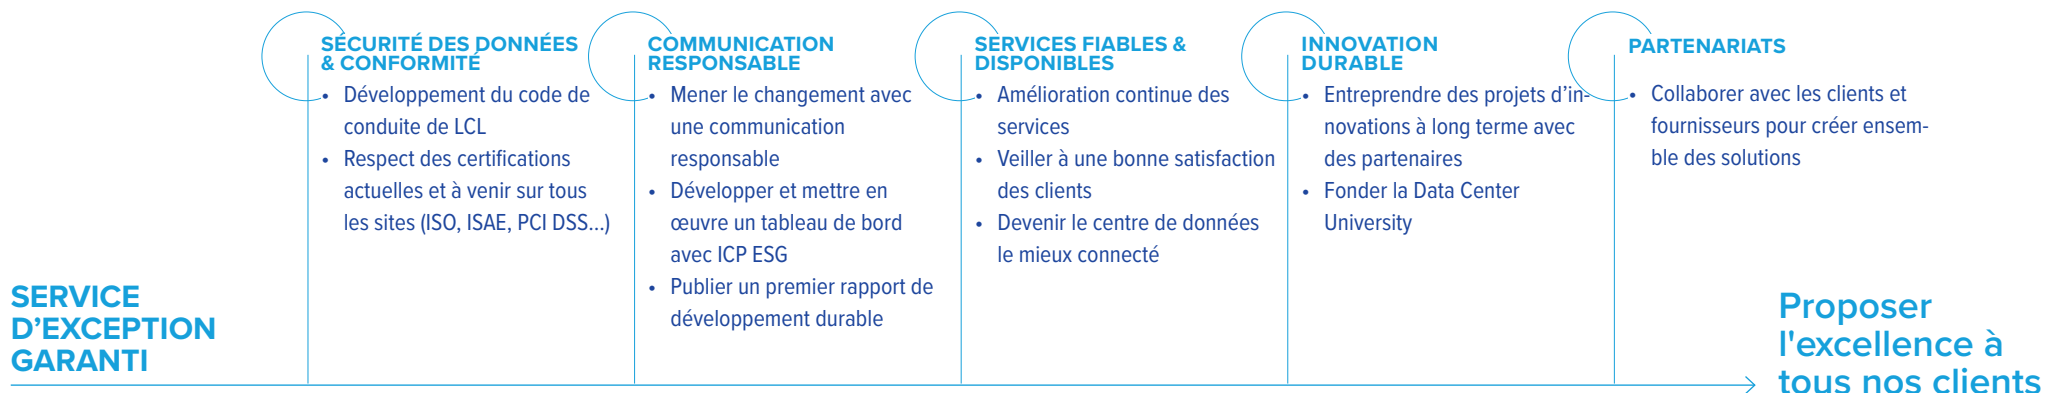 SÉCURITÉ DES DONNÉES
& CONFORMITÉ
• Développement du code de
conduite de LCL
• Respect des certifications
actuelles et à venir sur tous
les sites (ISO, ISAE, PCI DSS...)
COMMUNICATION
RESPONSABLE
• Mener le changement avec
une communication
responsable
• Développer et mettre en
œuvre un tableau de bord
avec ICP ESG
• Publier un premier rapport de
développement durable
SERVICES FIABLES &
DISPONIBLES
• Amélioration continue des
services
• Veiller à une bonne satisfaction
des clients
• Devenir le centre de données
le mieux connecté
INNOVATION
DURABLE
• Entreprendre des projets d’in-
novations à long terme avec
des partenaires
• Fonder la Data Center
University
PARTENARIATS
• Collaborer avec les clients et
fournisseurs pour créer ensem-
ble des solutions
SERVICE
D’EXCEPTION
GARANTI
Proposer
l'excellence à
tous nos clients